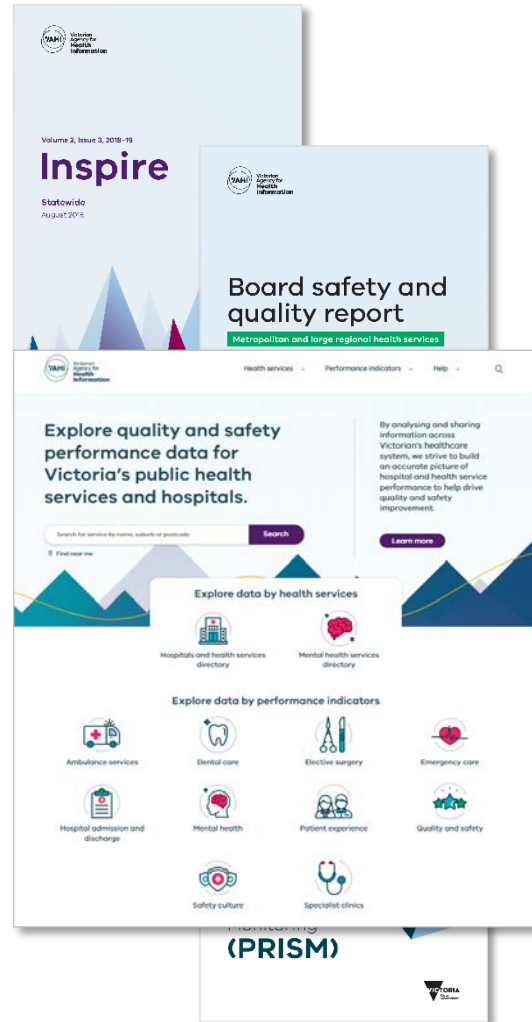 VAHI
Victorian
Agency for
Health
Information
Volume 2, Issue 3, 2018–19
Inspire
Statewide
August 2018
VAHI
Victorian
Agency for
Health
Information
Board safety and
quality report
Metropolitan and large regional health services
VAHI
Victorian
Agency for
Health
Information
Health services
Performance indicators
Help
Explore quality and safety
performance data for
Victoria's public health
services and hospitals.
Search for service by name, suburb or postcode
Search
Find near me
By analysing and sharing
information across
Victorian's healthcare
system, we strive to build
an accurate picture of
hospital and health service
performance to help drive
quality and safety
improvement.
Learn more
Explore data by health services
Hospitals and health services
directory
Mental health services
directory
Explore data by performance indicators
Ambulance services
Dental care
Elective surgery
Emergency care
Hospital admission and
discharge
Mental health
Patient experience
Quality and safety
Safety culture
Specialist clinics
Monitoring
(PRISM)
VICTORIA